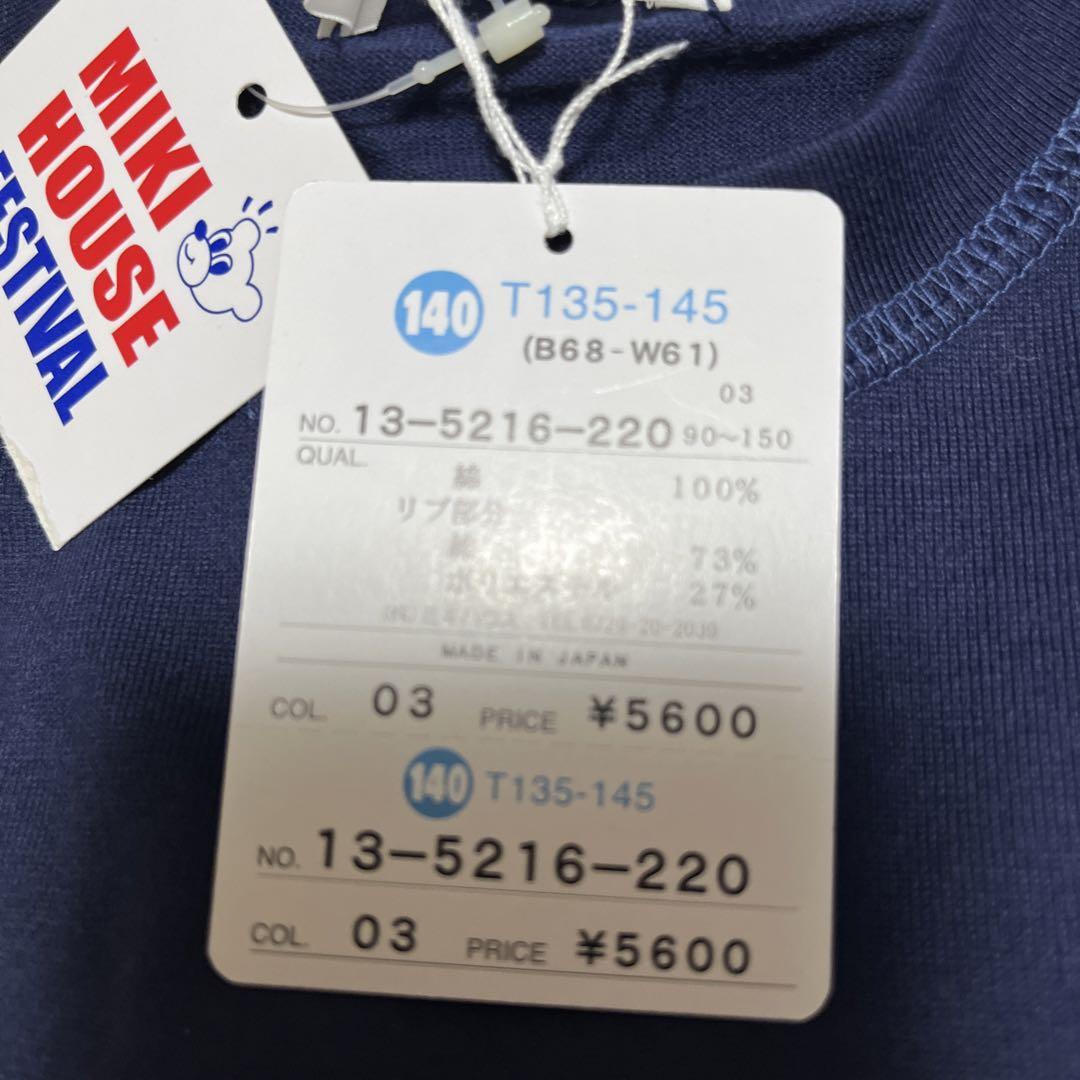 MIKI
HOUSE
FESTIVAL
140 T135-145
(B68-W61)
03
NO. 13-5216-220 90~150
QUAL.
綿 100%
リブ部分
綿 73%
ポリエステル 27%
MADE IN JAPAN
COL. 03 PRICE ¥5600
140 T135-145
NO. 13-5216-220
COL. 03 PRICE ¥5600